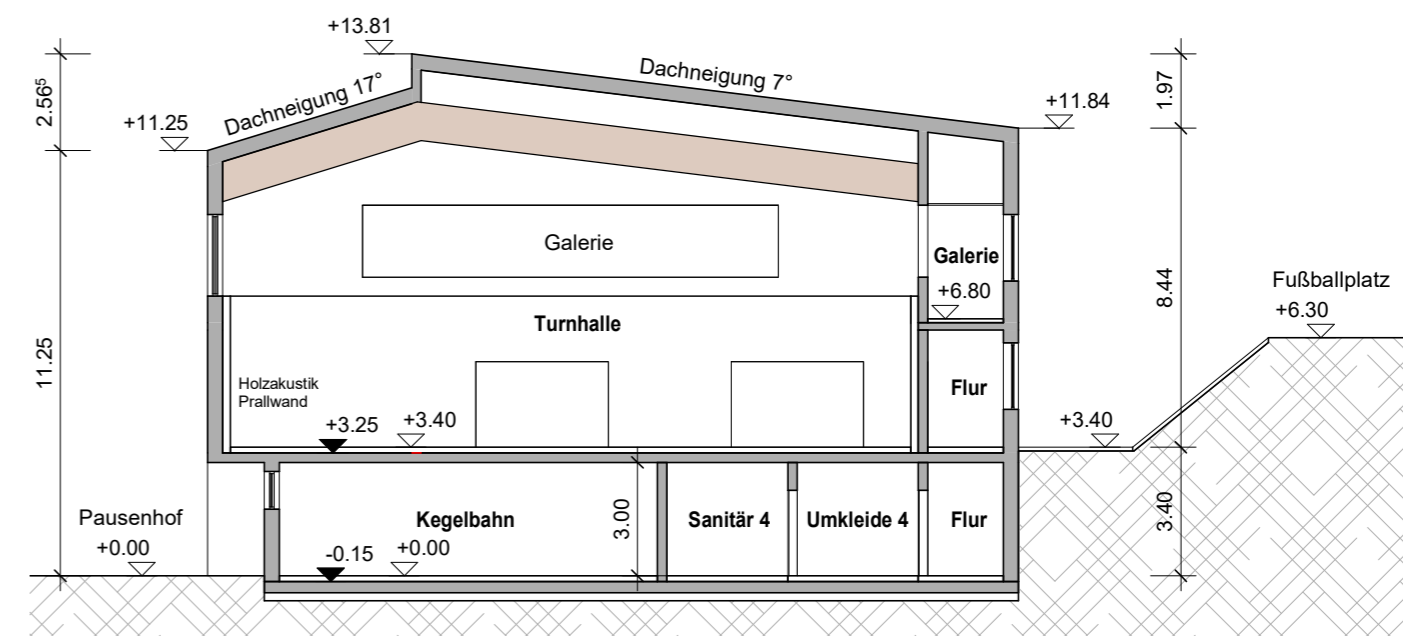 +13.81
Dachneigung 7°
Dachneigung 17°
2.56⁵
1.97
+11.25
+11.84
Galerie
Galerie
+6.80
8.44
Fußballplatz
+6.30
Turnhalle
11.25
Holzakustik
Prallwand
Flur
+3.25
+3.40
+3.40
Pausenhof
+0.00
Kegelbahn
3.00
Sanitär 4
Umkleide 4
Flur
3.40
-0.15
+0.00